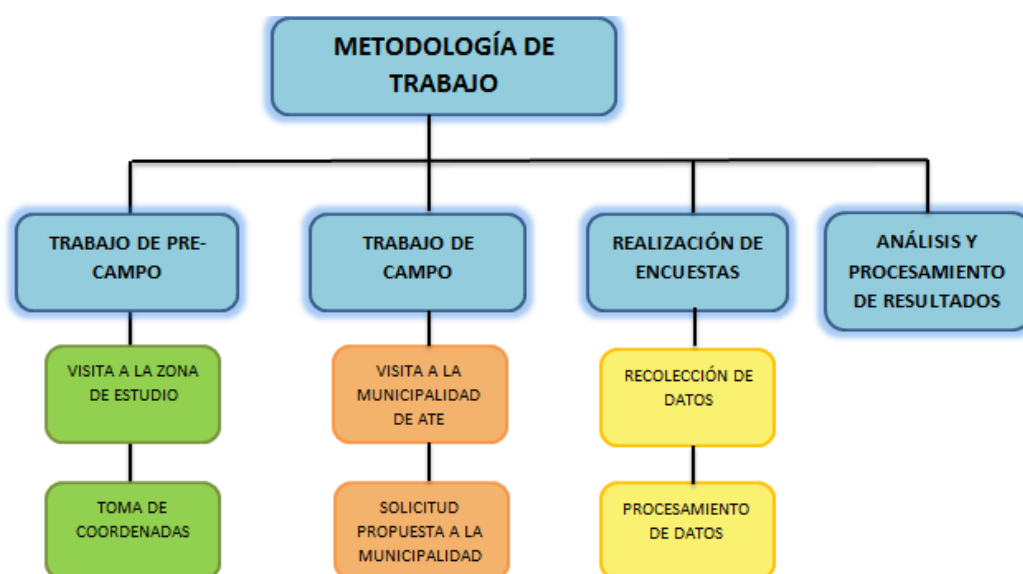 METODOLOGÍA DE
TRABAJO
TRABAJO DE PRE-
CAMPO
TRABAJO DE
CAMPO
REALIZACIÓN DE
ENCUESTAS
ANÁLISIS Y
PROCESAMIENTO
DE RESULTADOS
VISITA A LA ZONA
DE ESTUDIO
VISITA A LA
MUNICIPALIDAD
DE ATE
RECOLECCIÓN DE
DATOS
TOMA DE
COORDENADAS
SOLICITUD
PROPUESTA A LA
MUNICIPALIDAD
PROCESAMIENTO
DE DATOS